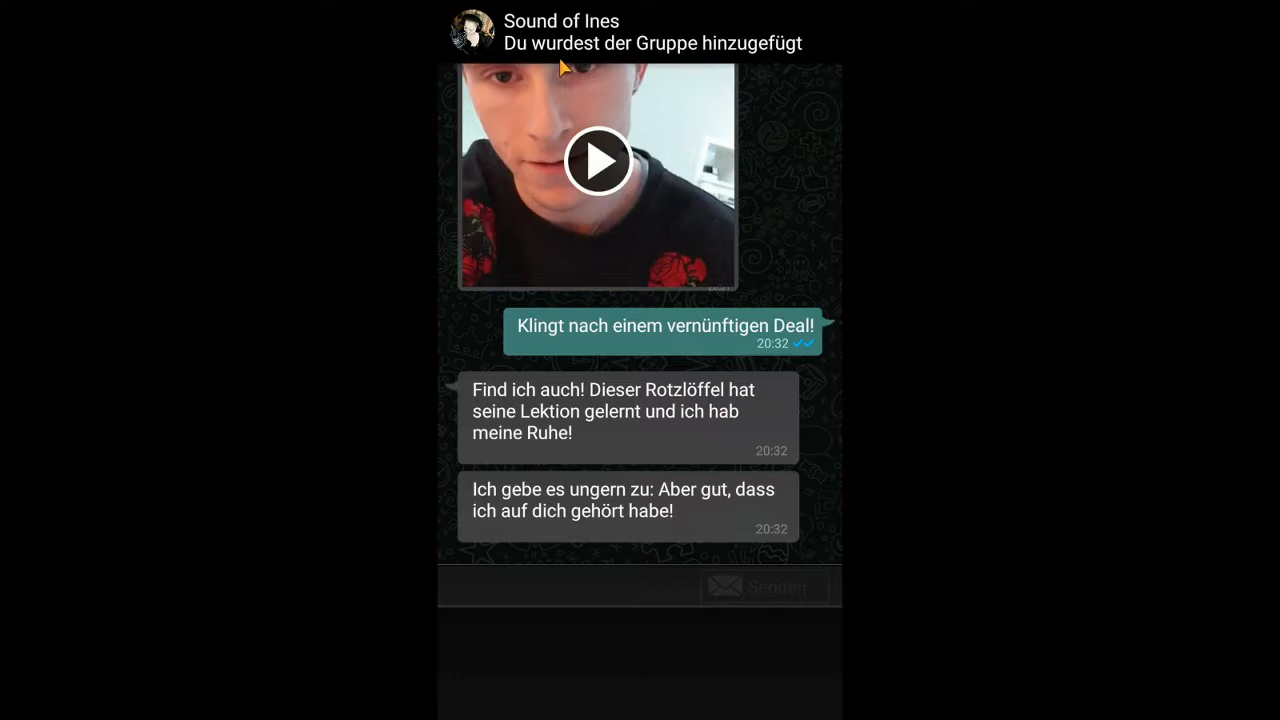 Sound of Ines
Du wurdest der Gruppe hinzugefügt
Klingt nach einem vernünftigen Deal!
20:32
Find ich auch! Dieser Rotzlöffel hat
seine Lektion gelernt und ich hab
meine Ruhe!
20:32
Ich gebe es ungern zu: Aber gut, dass
ich auf dich gehört habe!
20:32
Senden